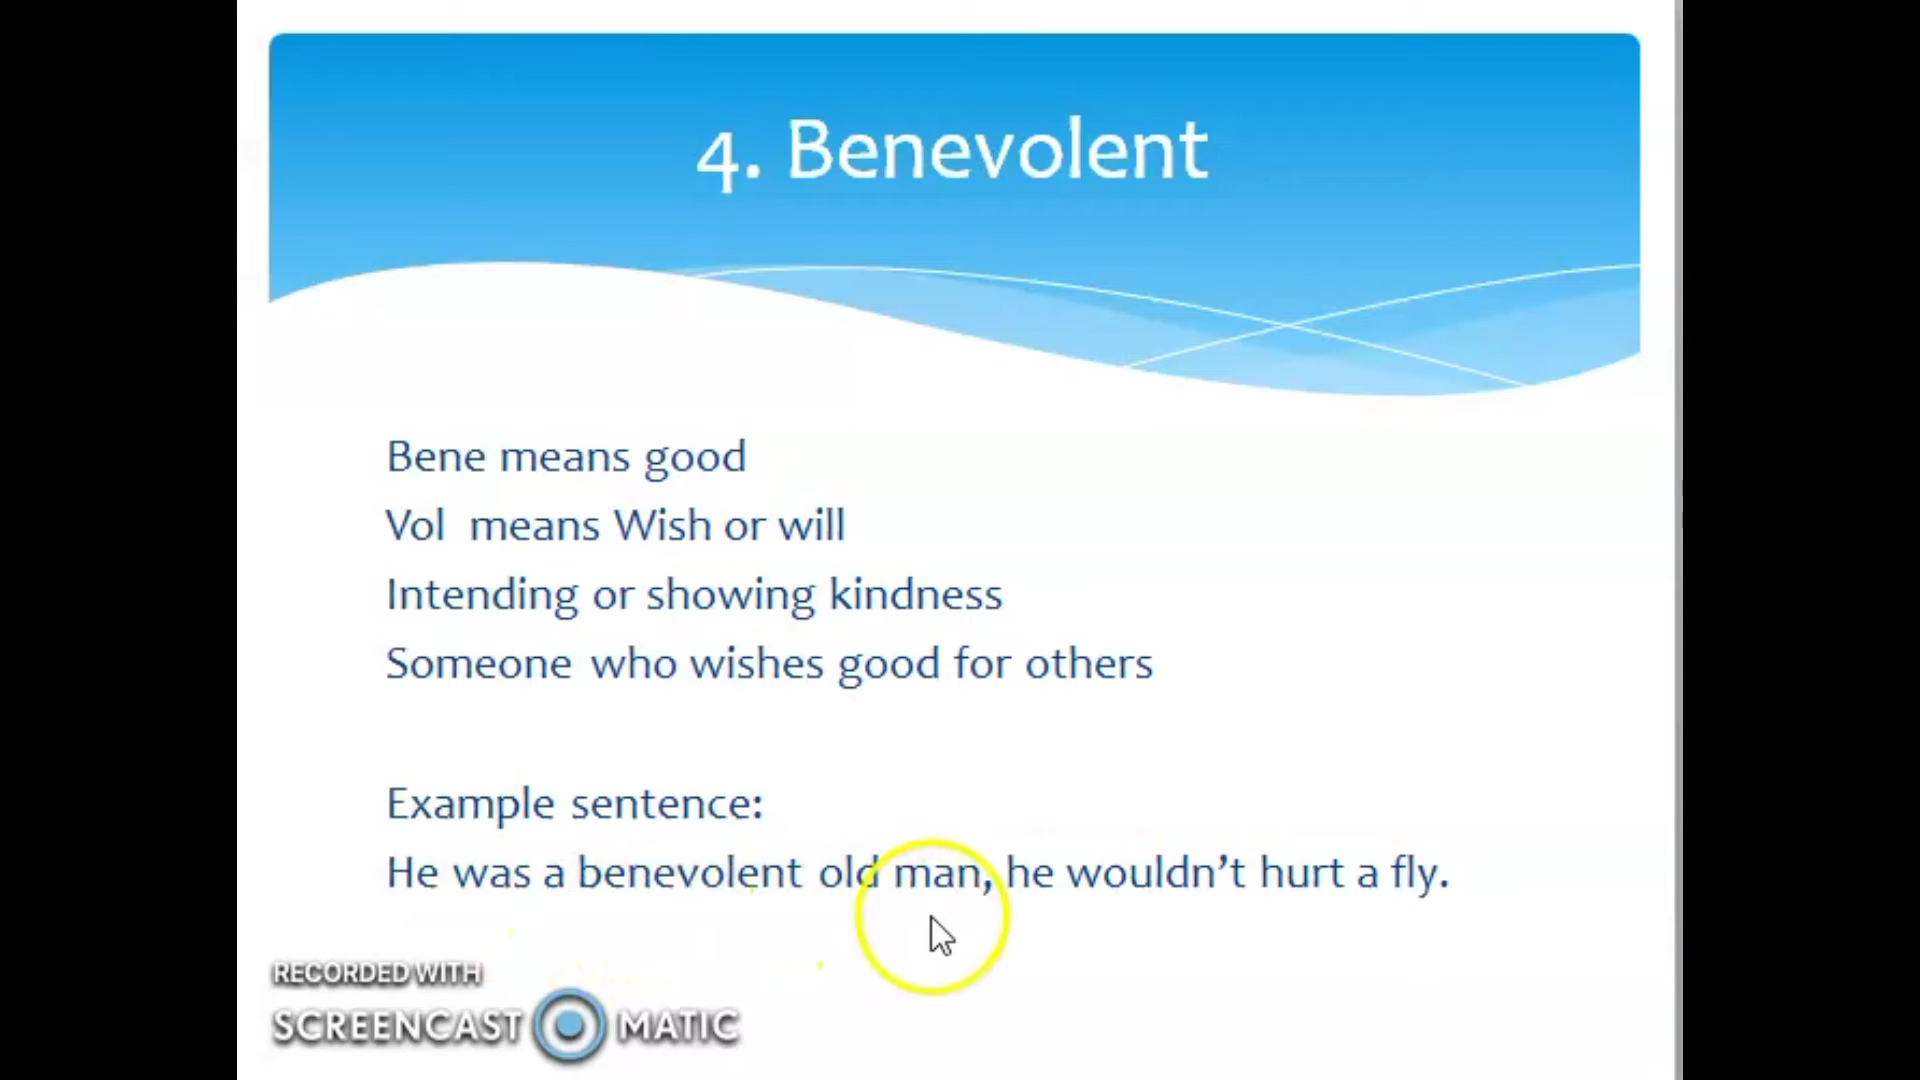 4. Benevolent
Bene means good
Vol means Wish or will
Intending or showing kindness
Someone who wishes good for others
Example sentence:
He was a benevolent old man, he wouldn’t hurt a fly.
RECORDED WITH
SCREENCAST MATIC